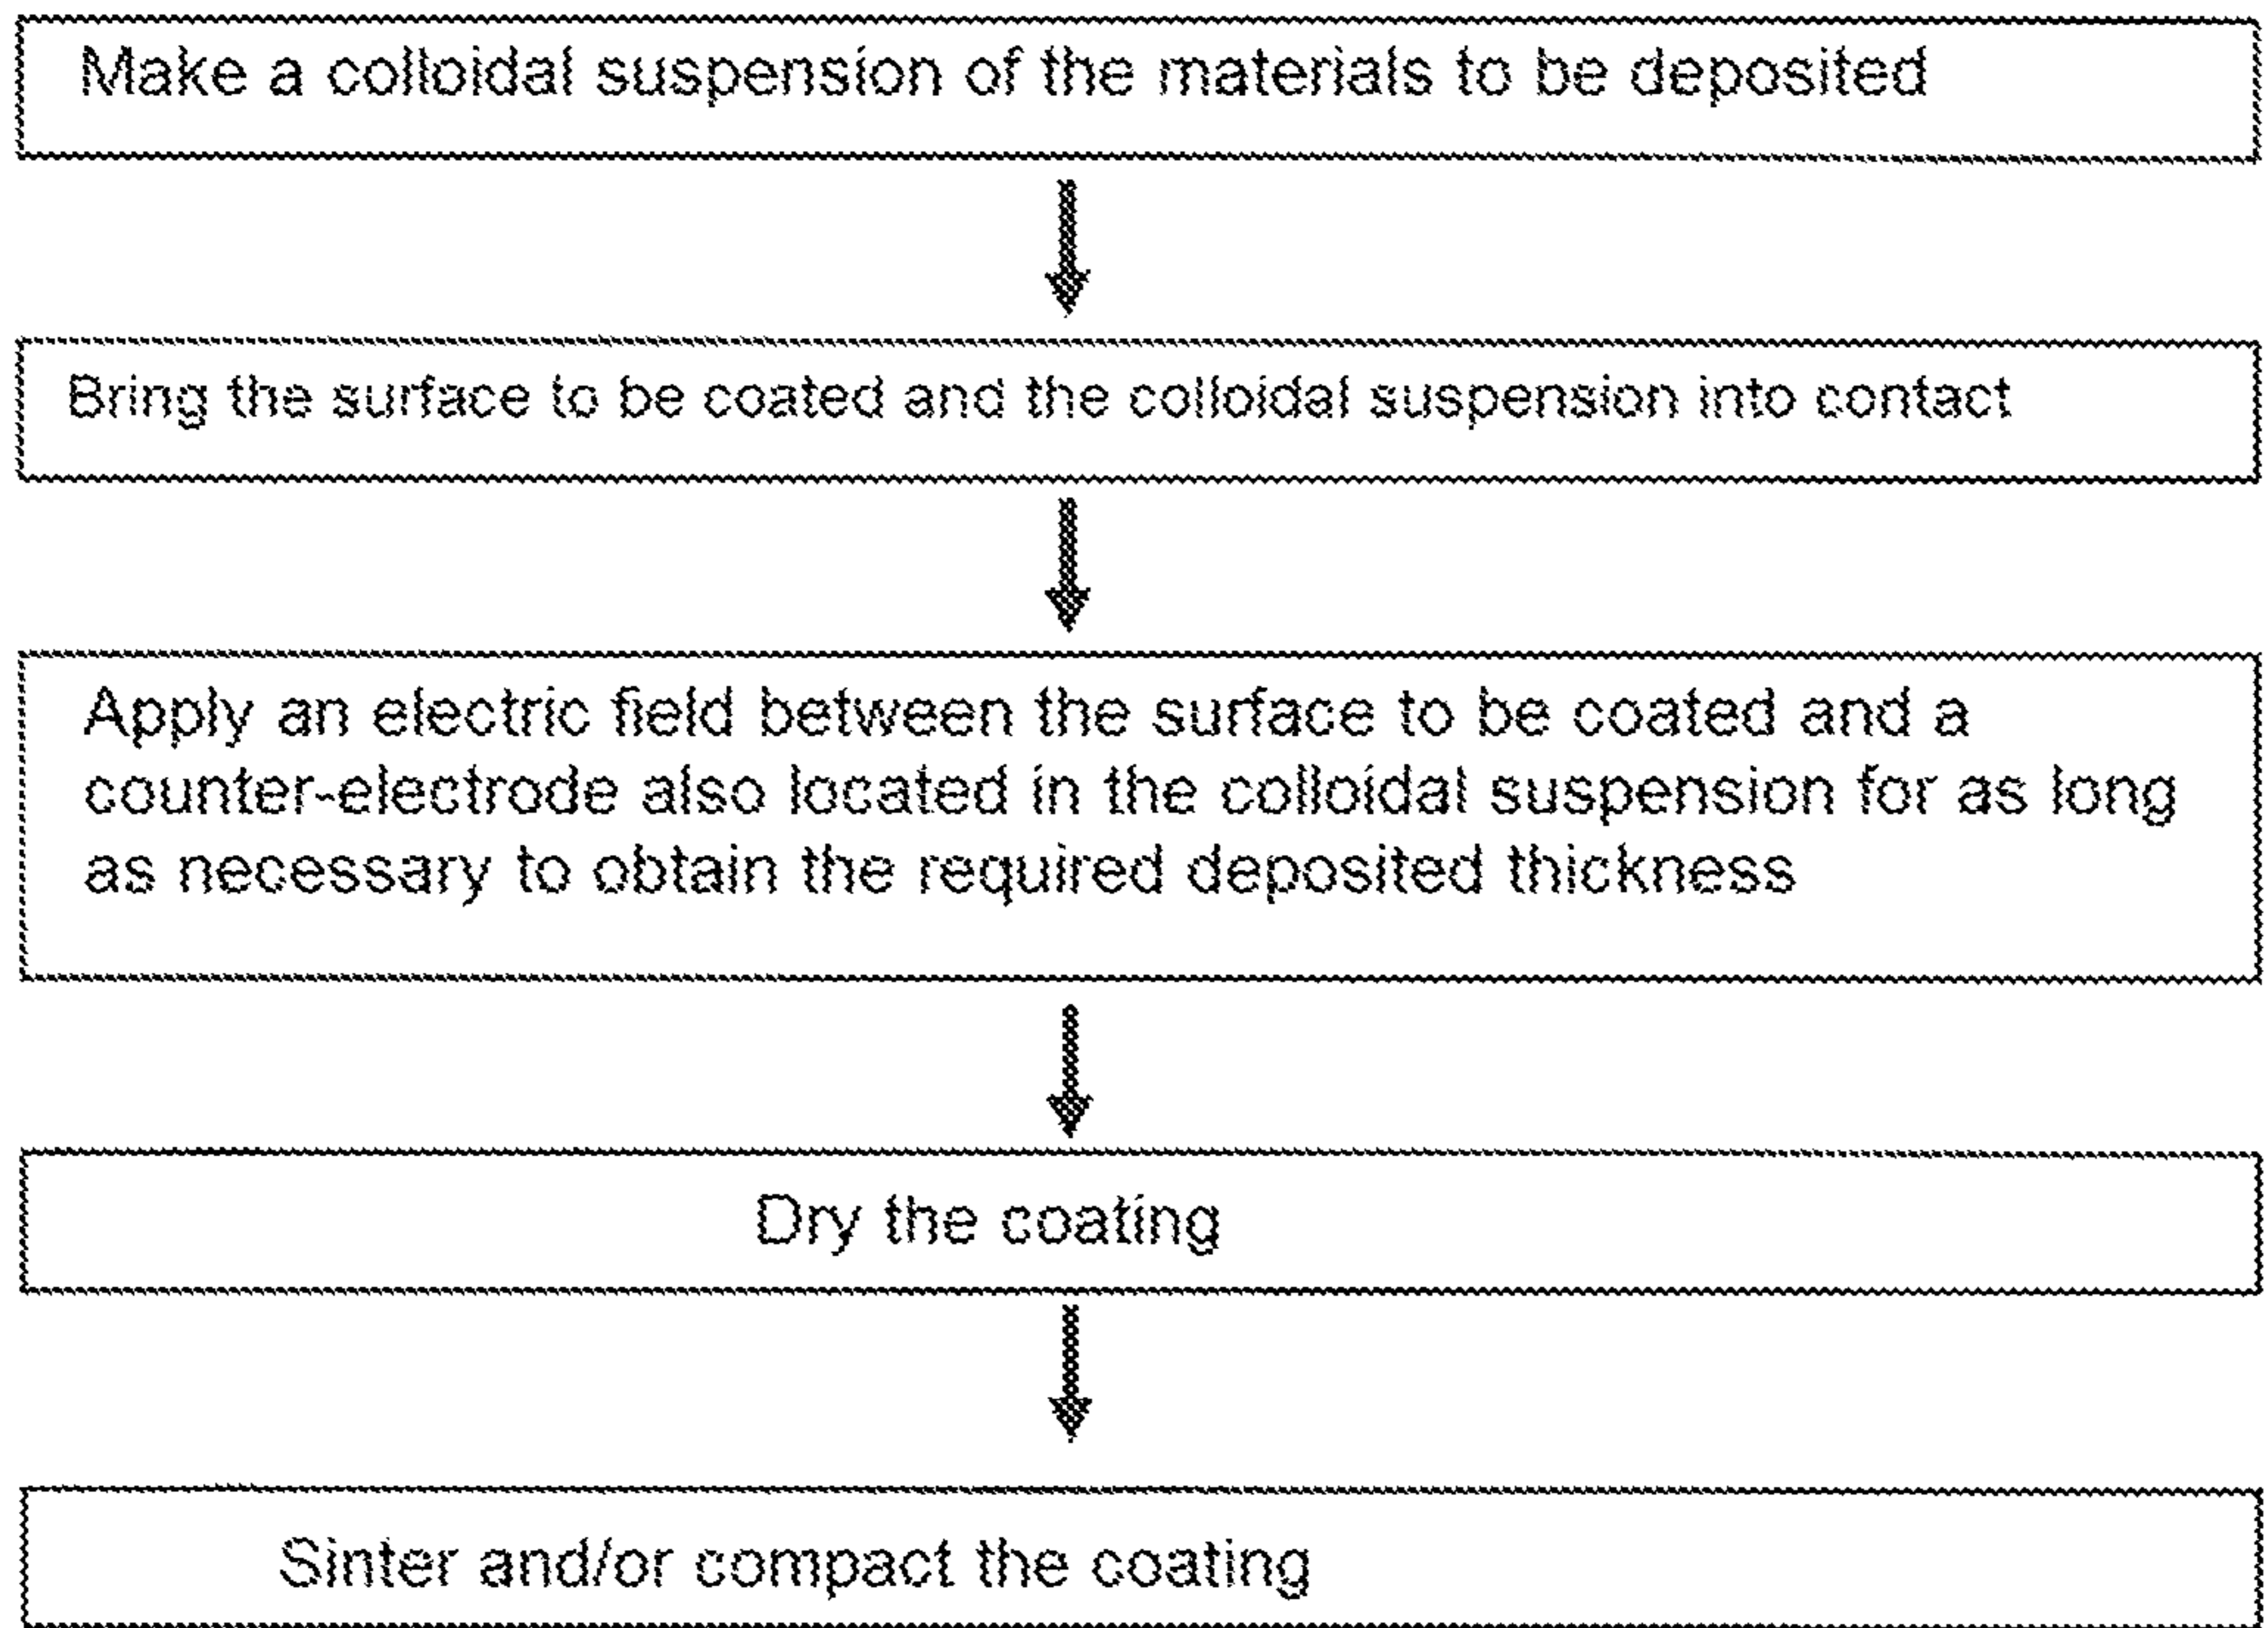 Make a colloidal suspension of the materials to be deposited
Bring the surface to be coated and the colloidal suspension into contact
Apply an electric field between the surface to be coated and a
counter-electrode also located in the colloidal suspension for as long
as necessary to obtain the required deposited thickness
Dry the coating
Sinter and/or compact the coating